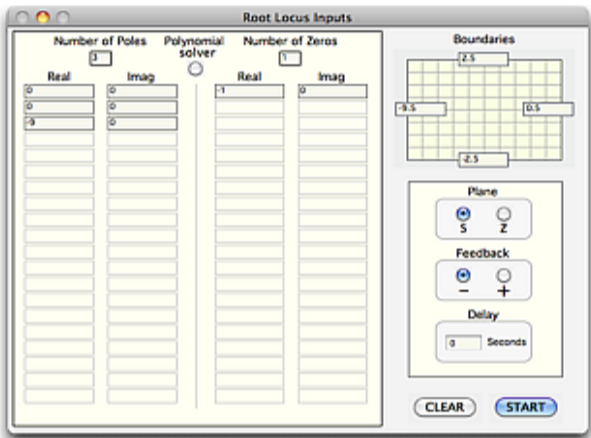 Root Locus Inputs
Number of Poles
3
Polynomial
solver
Number of Zeros
1
Real Imag Real Imag
0 0 -1 0
0 0
-9 0
Boundaries
2.5
-9.5 0.5
-2.5
Plane
S Z
Feedback
− +
Delay
0 Seconds
CLEAR START